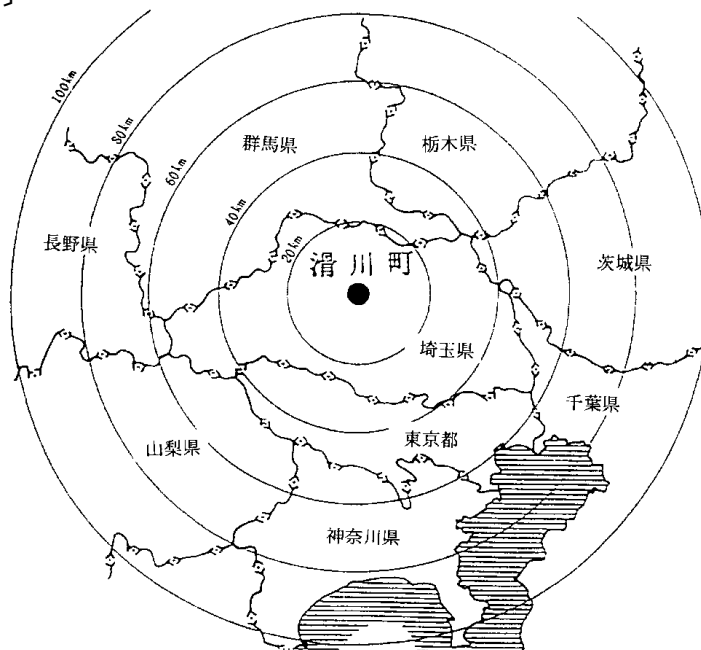 100km
80km
60km
40km
20km
群馬県
栃木県
長野県
滑川町
茨城県
埼玉県
千葉県
東京都
山梨県
神奈川県